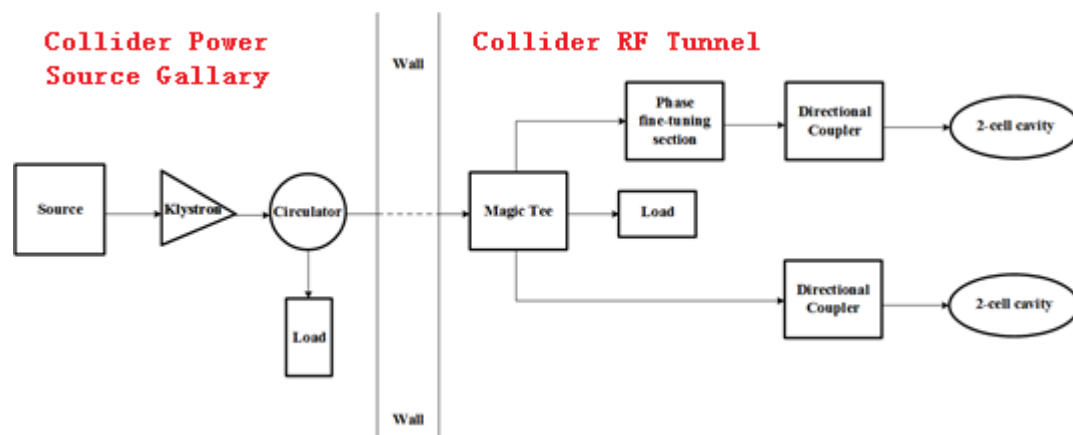 Collider Power
Source Gallary
Collider RF Tunnel
Wall
Phase
fine-tuning
section
Directional
Coupler
2-cell cavity
Source
Klystron
Circulator
Magic Tee
Load
Load
Directional
Coupler
2-cell cavity
Wall